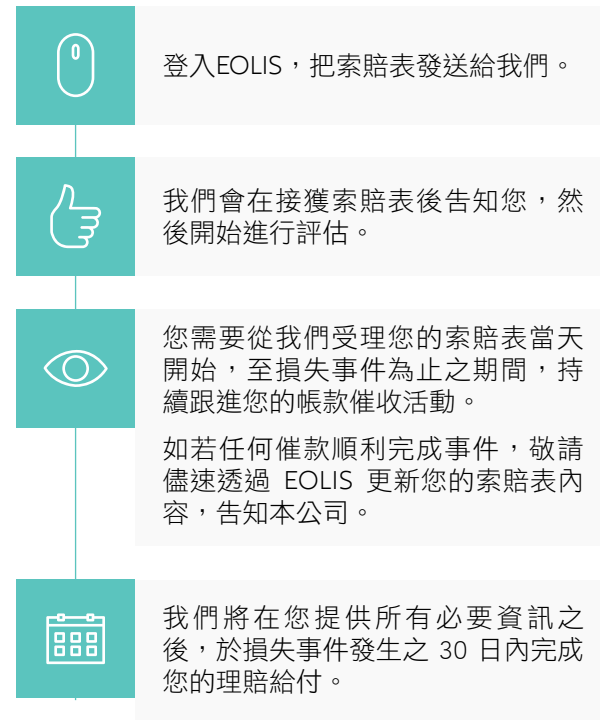 登入EOLIS，把索賠表發送給我們。
我們會在接獲索賠表後告知您，然
後開始進行評估。
您需要從我們受理您的索賠表當天
開始，至損失事件為止之期間，持
續跟進您的帳款催收活動。
如若任何催款順利完成事件，敬請
儘速透過 EOLIS 更新您的索賠表內
容，告知本公司。
我們將在您提供所有必要資訊之
後，於損失事件發生之 30 日內完成
您的理賠給付。